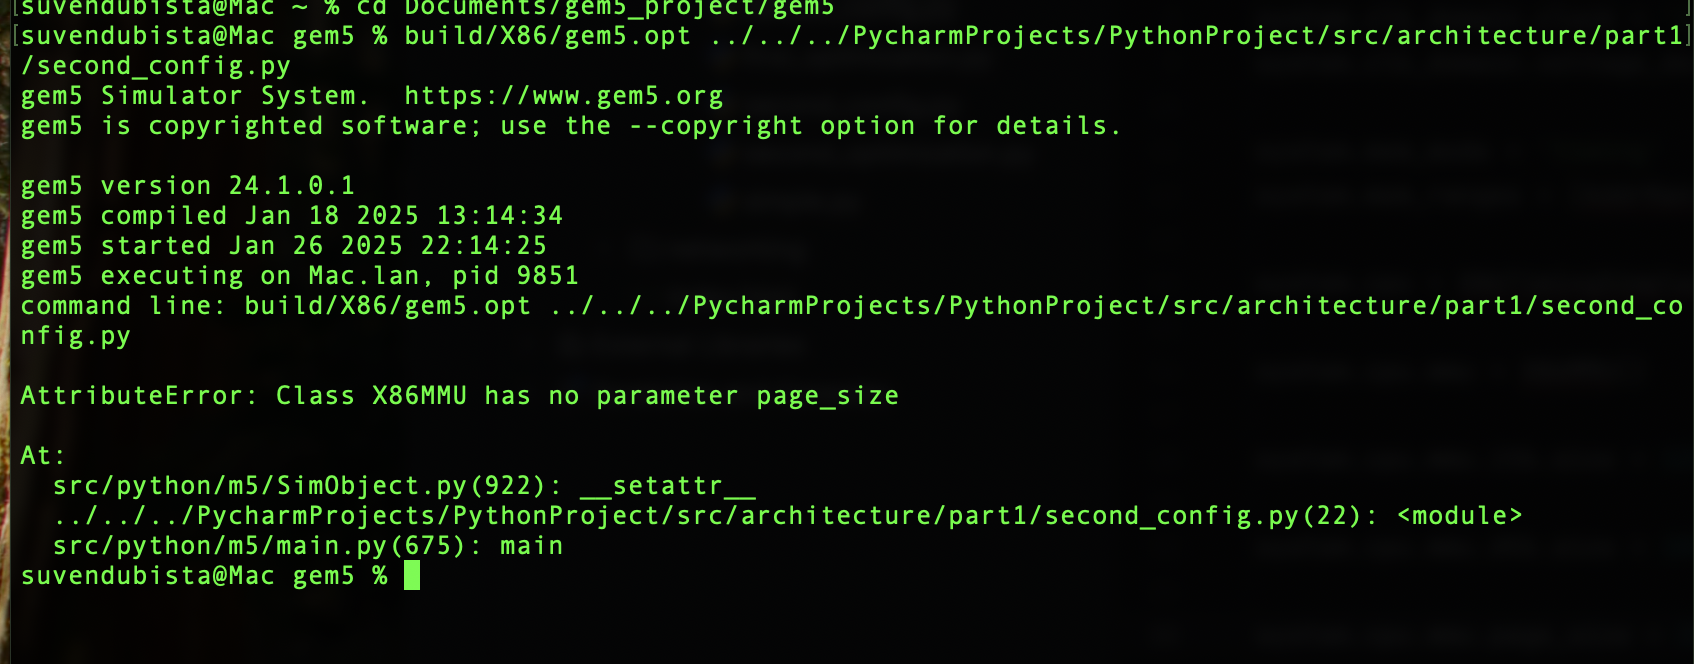 [suvendubista@Mac ~ % cd Documents/gem5_project/gem5 ]
[suvendubista@Mac gem5 % build/X86/gem5.opt ../../../PycharmProjects/PythonProject/src/architecture/part1]
/second_config.py
gem5 Simulator System.  https://www.gem5.org
gem5 is copyrighted software; use the --copyright option for details.

gem5 version 24.1.0.1
gem5 compiled Jan 18 2025 13:14:34
gem5 started Jan 26 2025 22:14:25
gem5 executing on Mac.lan, pid 9851
command line: build/X86/gem5.opt ../../../PycharmProjects/PythonProject/src/architecture/part1/second_co
nfig.py

AttributeError: Class X86MMU has no parameter page_size

At:
  src/python/m5/SimObject.py(922): __setattr__
  ../../../PycharmProjects/PythonProject/src/architecture/part1/second_config.py(22): <module>
  src/python/m5/main.py(675): main
suvendubista@Mac gem5 %